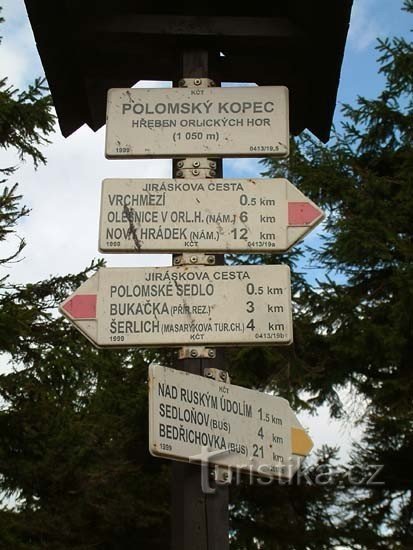 KČT
POLOMSKÝ KOPEC
HŘEBEN ORLICKÝCH HOR
(1 050 m)
1999 0413/19,5
JIRÁSKOVA CESTA
VRCHMEZÍ 0.5 KM
OLEŠNICE V ORL.H. (NÁM.) 6 KM
NOVÝ HRÁDEK (NÁM.) 12 KM
1998 KČT 0413/19a
JIRÁSKOVA CESTA
POLOMSKÉ SEDLO 0.5 KM
BUKAČKA (PŘÍR.REZ.) 3 KM
ŠERLICH (MASARYKOVA TUR.CH.) 4 KM
1998 KČT 0413/19b
KČT
NAD RUSKÝM ÚDOLÍM 1.5 KM
SEDLOŇOV (BUS) 4 KM
BEDŘICHOVKA (BUS) 21 KM
1999
turistika.cz